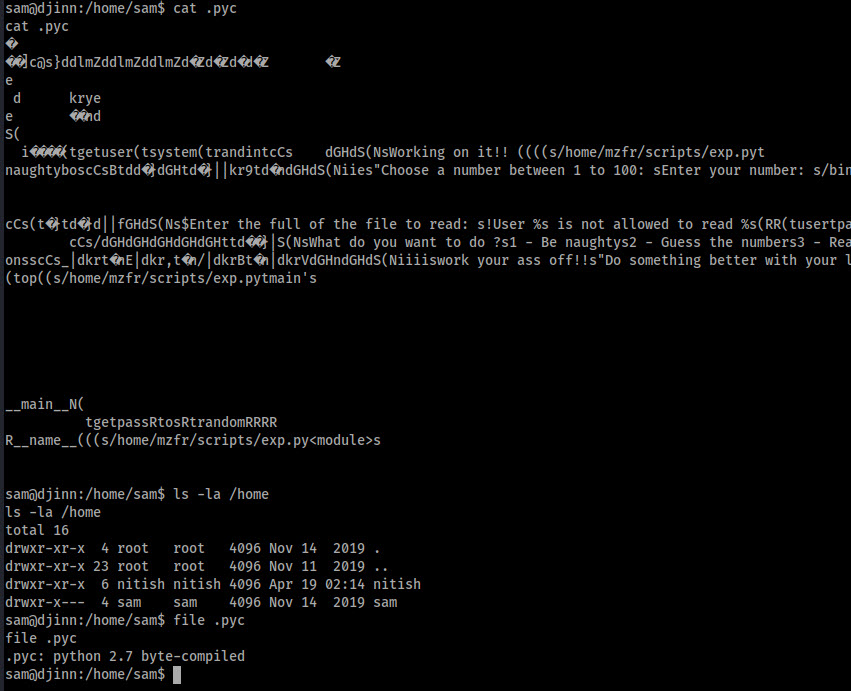 sam@djinn:/home/sam$ cat .pyc
cat .pyc
�
��]c@s}ddlmZddlmZddlmZd�Zd�Zd�d�Z �Z
e
d krye
e ��nd
S(
i����(tgetuser(tsystem(trandintcCs dGHdS(NsWorking on it!! ((((s/home/mzfr/scripts/exp.pyt
naughtyboscCsBtdd�}dGHtd�}||kr9td�ndGHdS(Niies"Choose a number between 1 to 100: sEnter your number: s/bin
cCs(t�}td�}d||fGHdS(Ns$Enter the full of the file to read: s!User %s is not allowed to read %s(RR(tusertpa
cCs/dGHdGHdGHdGHdGHttd��}|S(NsWhat do you want to do ?s1 - Be naughtys2 - Guess the numbers3 - Rea
onsscCs_|dkrt�nE|dkr,t�n/|dkrBt�n|dkrVdGHndGHdS(Niiiiswork your ass off!!s"Do something better with your l
(top((s/home/mzfr/scripts/exp.pytmain's
__main__N(
tgetpassRtosRtrandomRRRR
R__name__(((s/home/mzfr/scripts/exp.py<module>s
sam@djinn:/home/sam$ ls -la /home
ls -la /home
total 16
drwxr-xr-x 4 root root 4096 Nov 14 2019 .
drwxr-xr-x 23 root root 4096 Nov 11 2019 ..
drwxr-xr-x 6 nitish nitish 4096 Apr 19 02:14 nitish
drwxr-x--- 4 sam sam 4096 Nov 14 2019 sam
sam@djinn:/home/sam$ file .pyc
file .pyc
.pyc: python 2.7 byte-compiled
sam@djinn:/home/sam$